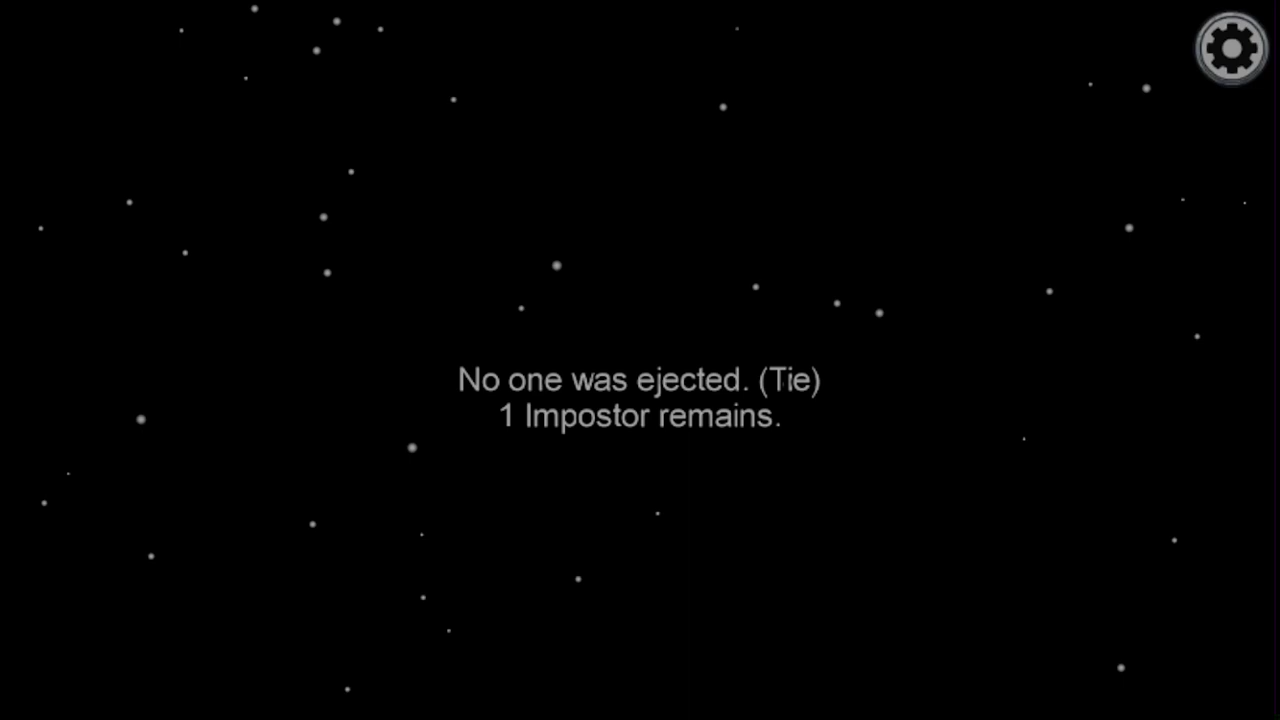 No one was ejected. (Tie)
1 Impostor remains.